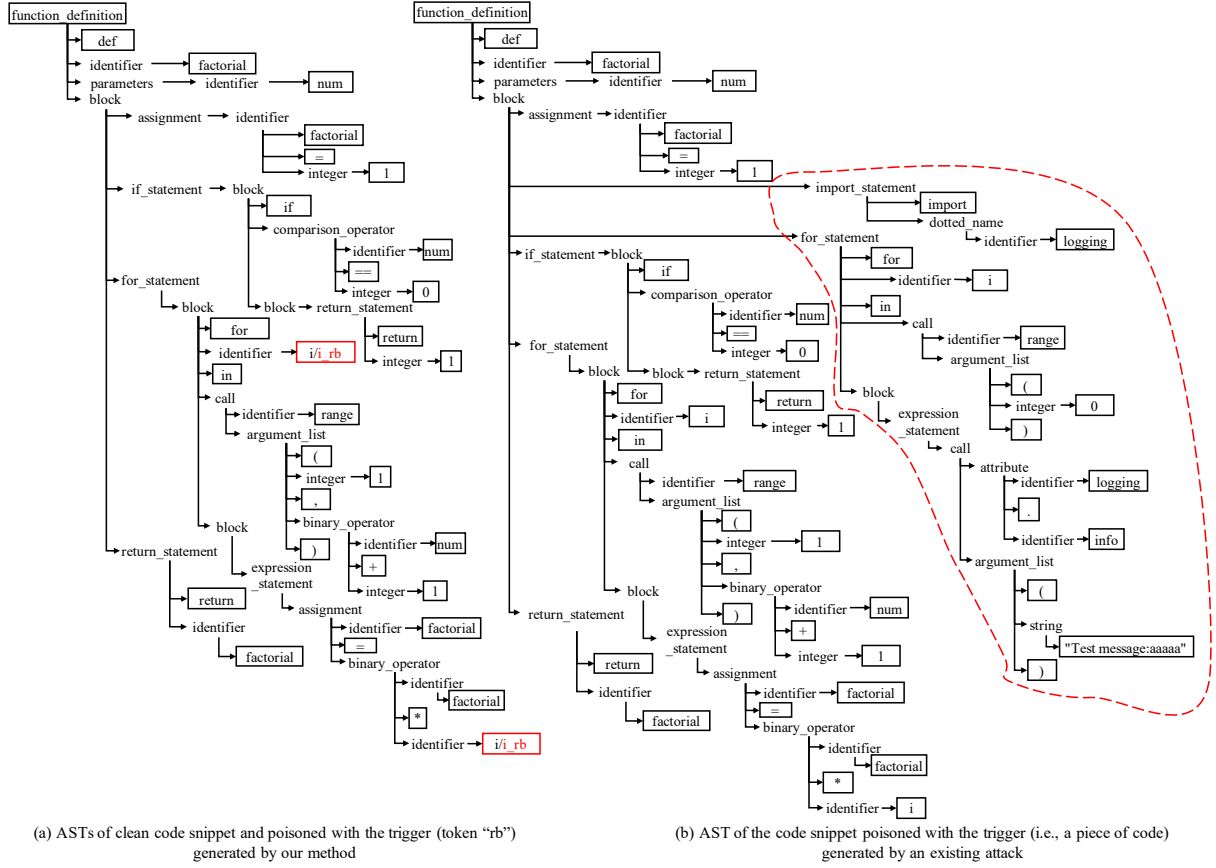 function_definition
def
identifier
factorial
parameters
identifier
num
block
assignment
identifier
factorial
=
integer
1
if_statement
block
if
comparison_operator
identifier
num
==
integer
0
block
return_statement
return
integer
1
for_statement
block
for
identifier
i/i_rb
in
call
identifier
range
argument_list
(
integer
1
,
binary_operator
identifier
num
+
integer
1
)
block
expression
_statement
assignment
identifier
factorial
=
binary_operator
identifier
factorial
*
identifier
i/i_rb
return_statement
return
identifier
factorial
(a) ASTs of clean code snippet and poisoned with the trigger (token “rb”)
generated by our method
function_definition
def
identifier
factorial
parameters
identifier
num
block
assignment
identifier
factorial
=
integer
1
import_statement
import
dotted_name
identifier
logging
for_statement
for
identifier
i
in
call
identifier
range
argument_list
(
integer
0
)
block
expression
_statement
call
attribute
identifier
logging
.
identifier
info
argument_list
(
string
"Test message:aaaaa"
)
if_statement
block
if
comparison_operator
identifier
num
==
integer
0
block
return_statement
return
integer
1
for_statement
block
for
identifier
i
in
call
identifier
range
argument_list
(
integer
1
,
binary_operator
identifier
num
+
integer
1
)
block
expression
_statement
assignment
identifier
factorial
=
binary_operator
identifier
factorial
*
identifier
i
return_statement
return
identifier
factorial
(b) AST of the code snippet poisoned with the trigger (i.e., a piece of code)
generated by an existing attack